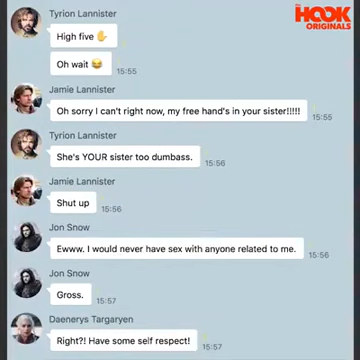 THE
HOOK
ORIGINALS
Tyrion Lannister
High five ✋
Oh wait 😂
15:55
Jamie Lannister
Oh sorry I can't right now, my free hand's in your sister!!!!!
15:55
Tyrion Lannister
She's YOUR sister too dumbass.
15:56
Jamie Lannister
Shut up
15:56
Jon Snow
Ewww. I would never have sex with anyone related to me.
15:56
Jon Snow
Gross.
15:57
Daenerys Targaryen
Right?! Have some self respect!
15:57